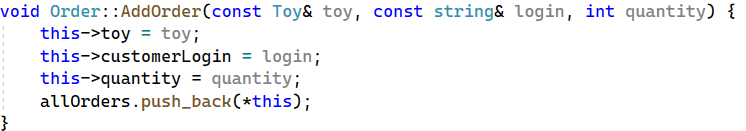 void Order::AddOrder(const Toy& toy, const string& login, int quantity) {
    this->toy = toy;
    this->customerLogin = login;
    this->quantity = quantity;
    allOrders.push_back(*this);
}